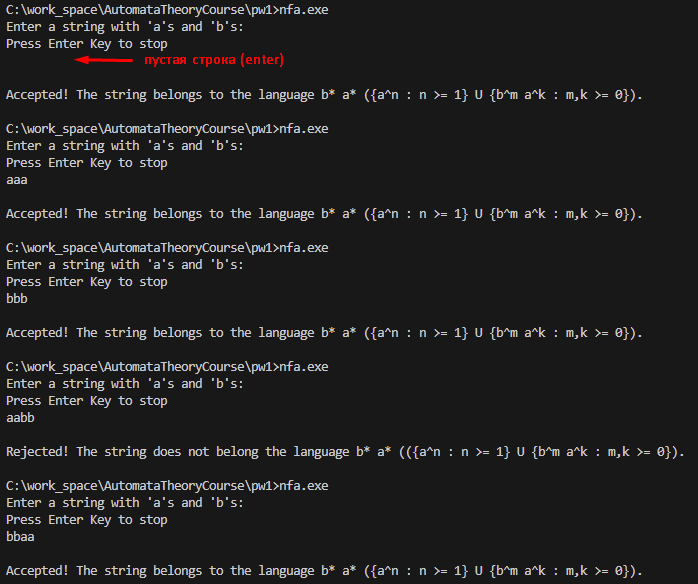 C:\work_space\AutomataTheoryCourse\pw1>nfa.exe
Enter a string with 'a's and 'b's:
Press Enter Key to stop
пустая строка (enter)
Accepted! The string belongs to the language b* a* ({a^n : n >= 1} U {b^m a^k : m,k >= 0}).
C:\work_space\AutomataTheoryCourse\pw1>nfa.exe
Enter a string with 'a's and 'b's:
Press Enter Key to stop
aaa
Accepted! The string belongs to the language b* a* ({a^n : n >= 1} U {b^m a^k : m,k >= 0}).
C:\work_space\AutomataTheoryCourse\pw1>nfa.exe
Enter a string with 'a's and 'b's:
Press Enter Key to stop
bbb
Accepted! The string belongs to the language b* a* ({a^n : n >= 1} U {b^m a^k : m,k >= 0}).
C:\work_space\AutomataTheoryCourse\pw1>nfa.exe
Enter a string with 'a's and 'b's:
Press Enter Key to stop
aabb
Rejected! The string does not belong the language b* a* (({a^n : n >= 1} U {b^m a^k : m,k >= 0}).
C:\work_space\AutomataTheoryCourse\pw1>nfa.exe
Enter a string with 'a's and 'b's:
Press Enter Key to stop
bbaa
Accepted! The string belongs to the language b* a* ({a^n : n >= 1} U {b^m a^k : m,k >= 0}).